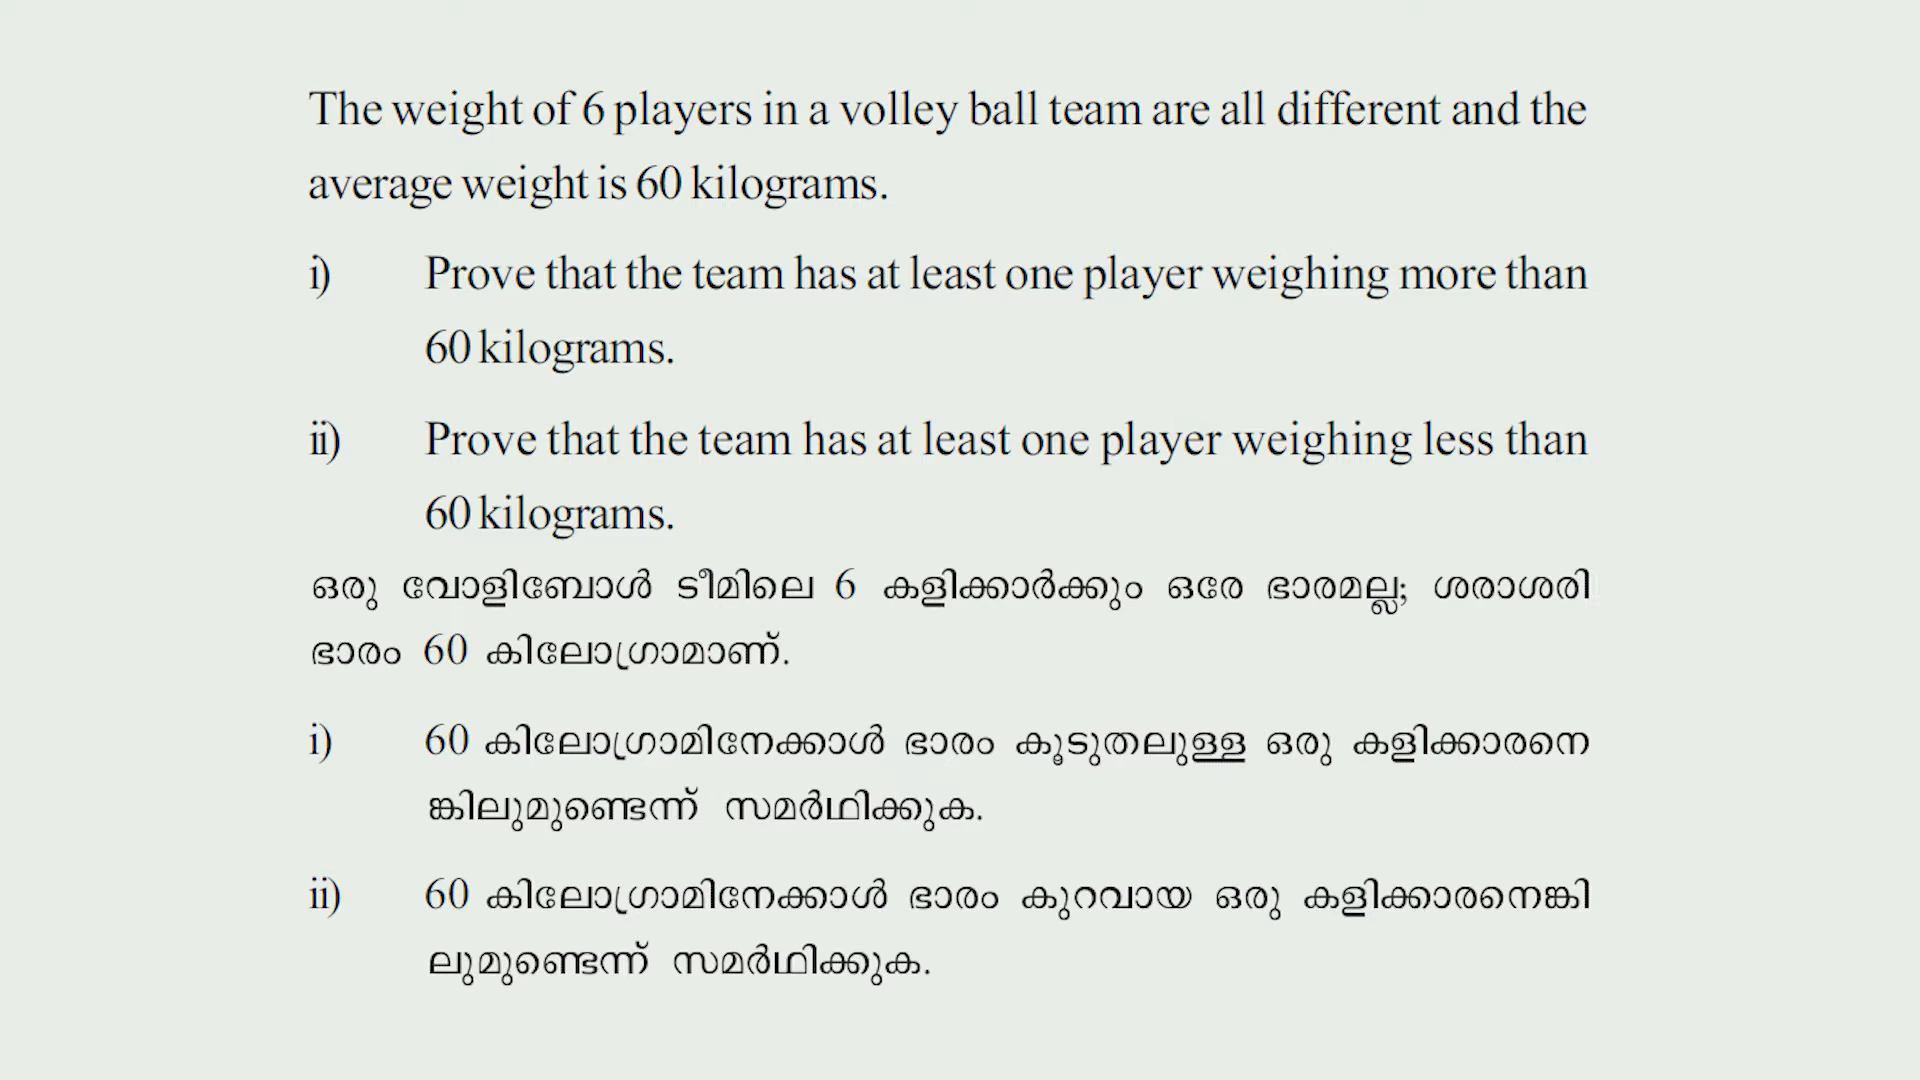 The weight of 6 players in a volley ball team are all different and the
average weight is 60 kilograms.
i) Prove that the team has at least one player weighing more than
60 kilograms.
ii) Prove that the team has at least one player weighing less than
60 kilograms.
ഒരു വോളിബോൾ ടീമിലെ 6 കളിക്കാർക്കും ഒരേ ഭാരമല്ല; ശരാശരി
ഭാരം 60 കിലോഗ്രാമാണ്.
i) 60 കിലോഗ്രാമിനേക്കാൾ ഭാരം കൂടുതലുള്ള ഒരു കളിക്കാരനെ
ങ്കിലുമുണ്ടെന്ന് സമർഥിക്കുക.
ii) 60 കിലോഗ്രാമിനേക്കാൾ ഭാരം കുറവായ ഒരു കളിക്കാരനെങ്കി
ലുമുണ്ടെന്ന് സമർഥിക്കുക.